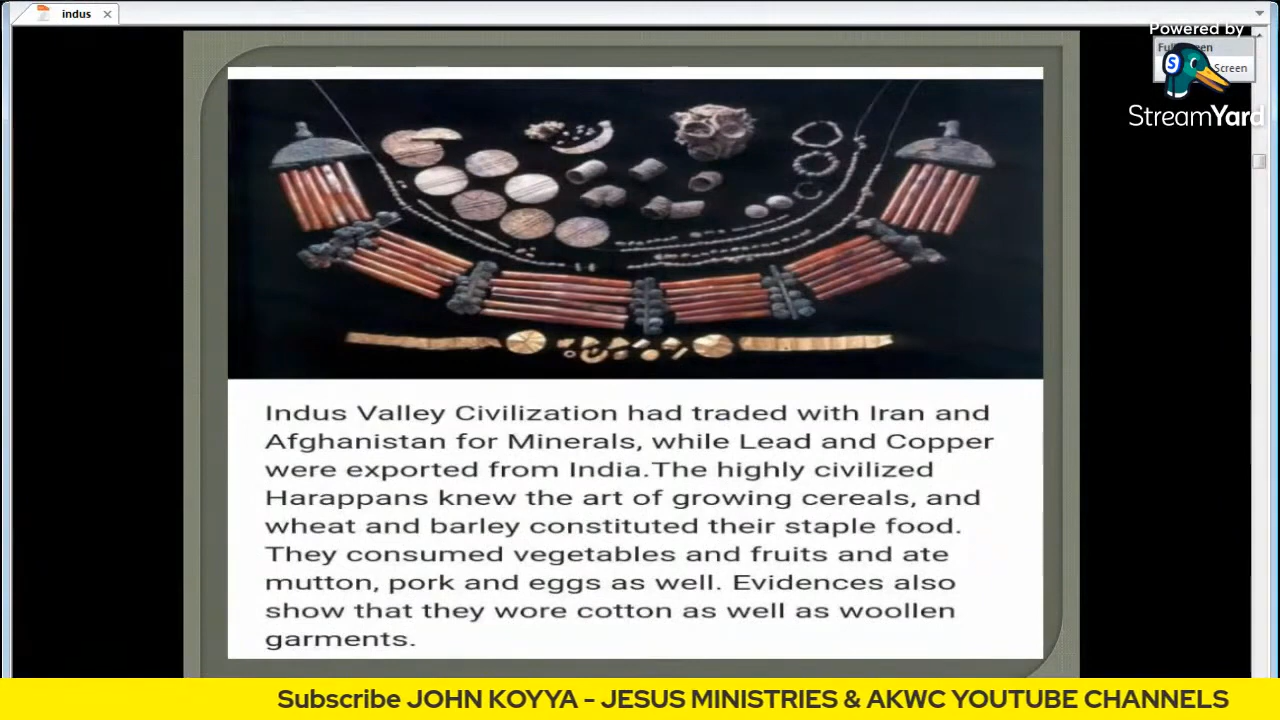 indus
Powered by
Screen
StreamYard
Indus Valley Civilization had traded with Iran and
Afghanistan for Minerals, while Lead and Copper
were exported from India.The highly civilized
Harappans knew the art of growing cereals, and
wheat and barley constituted their staple food.
They consumed vegetables and fruits and ate
mutton, pork and eggs as well. Evidences also
show that they wore cotton as well as woollen
garments.
Subscribe JOHN KOYYA - JESUS MINISTRIES & AKWC YOUTUBE CHANNELS